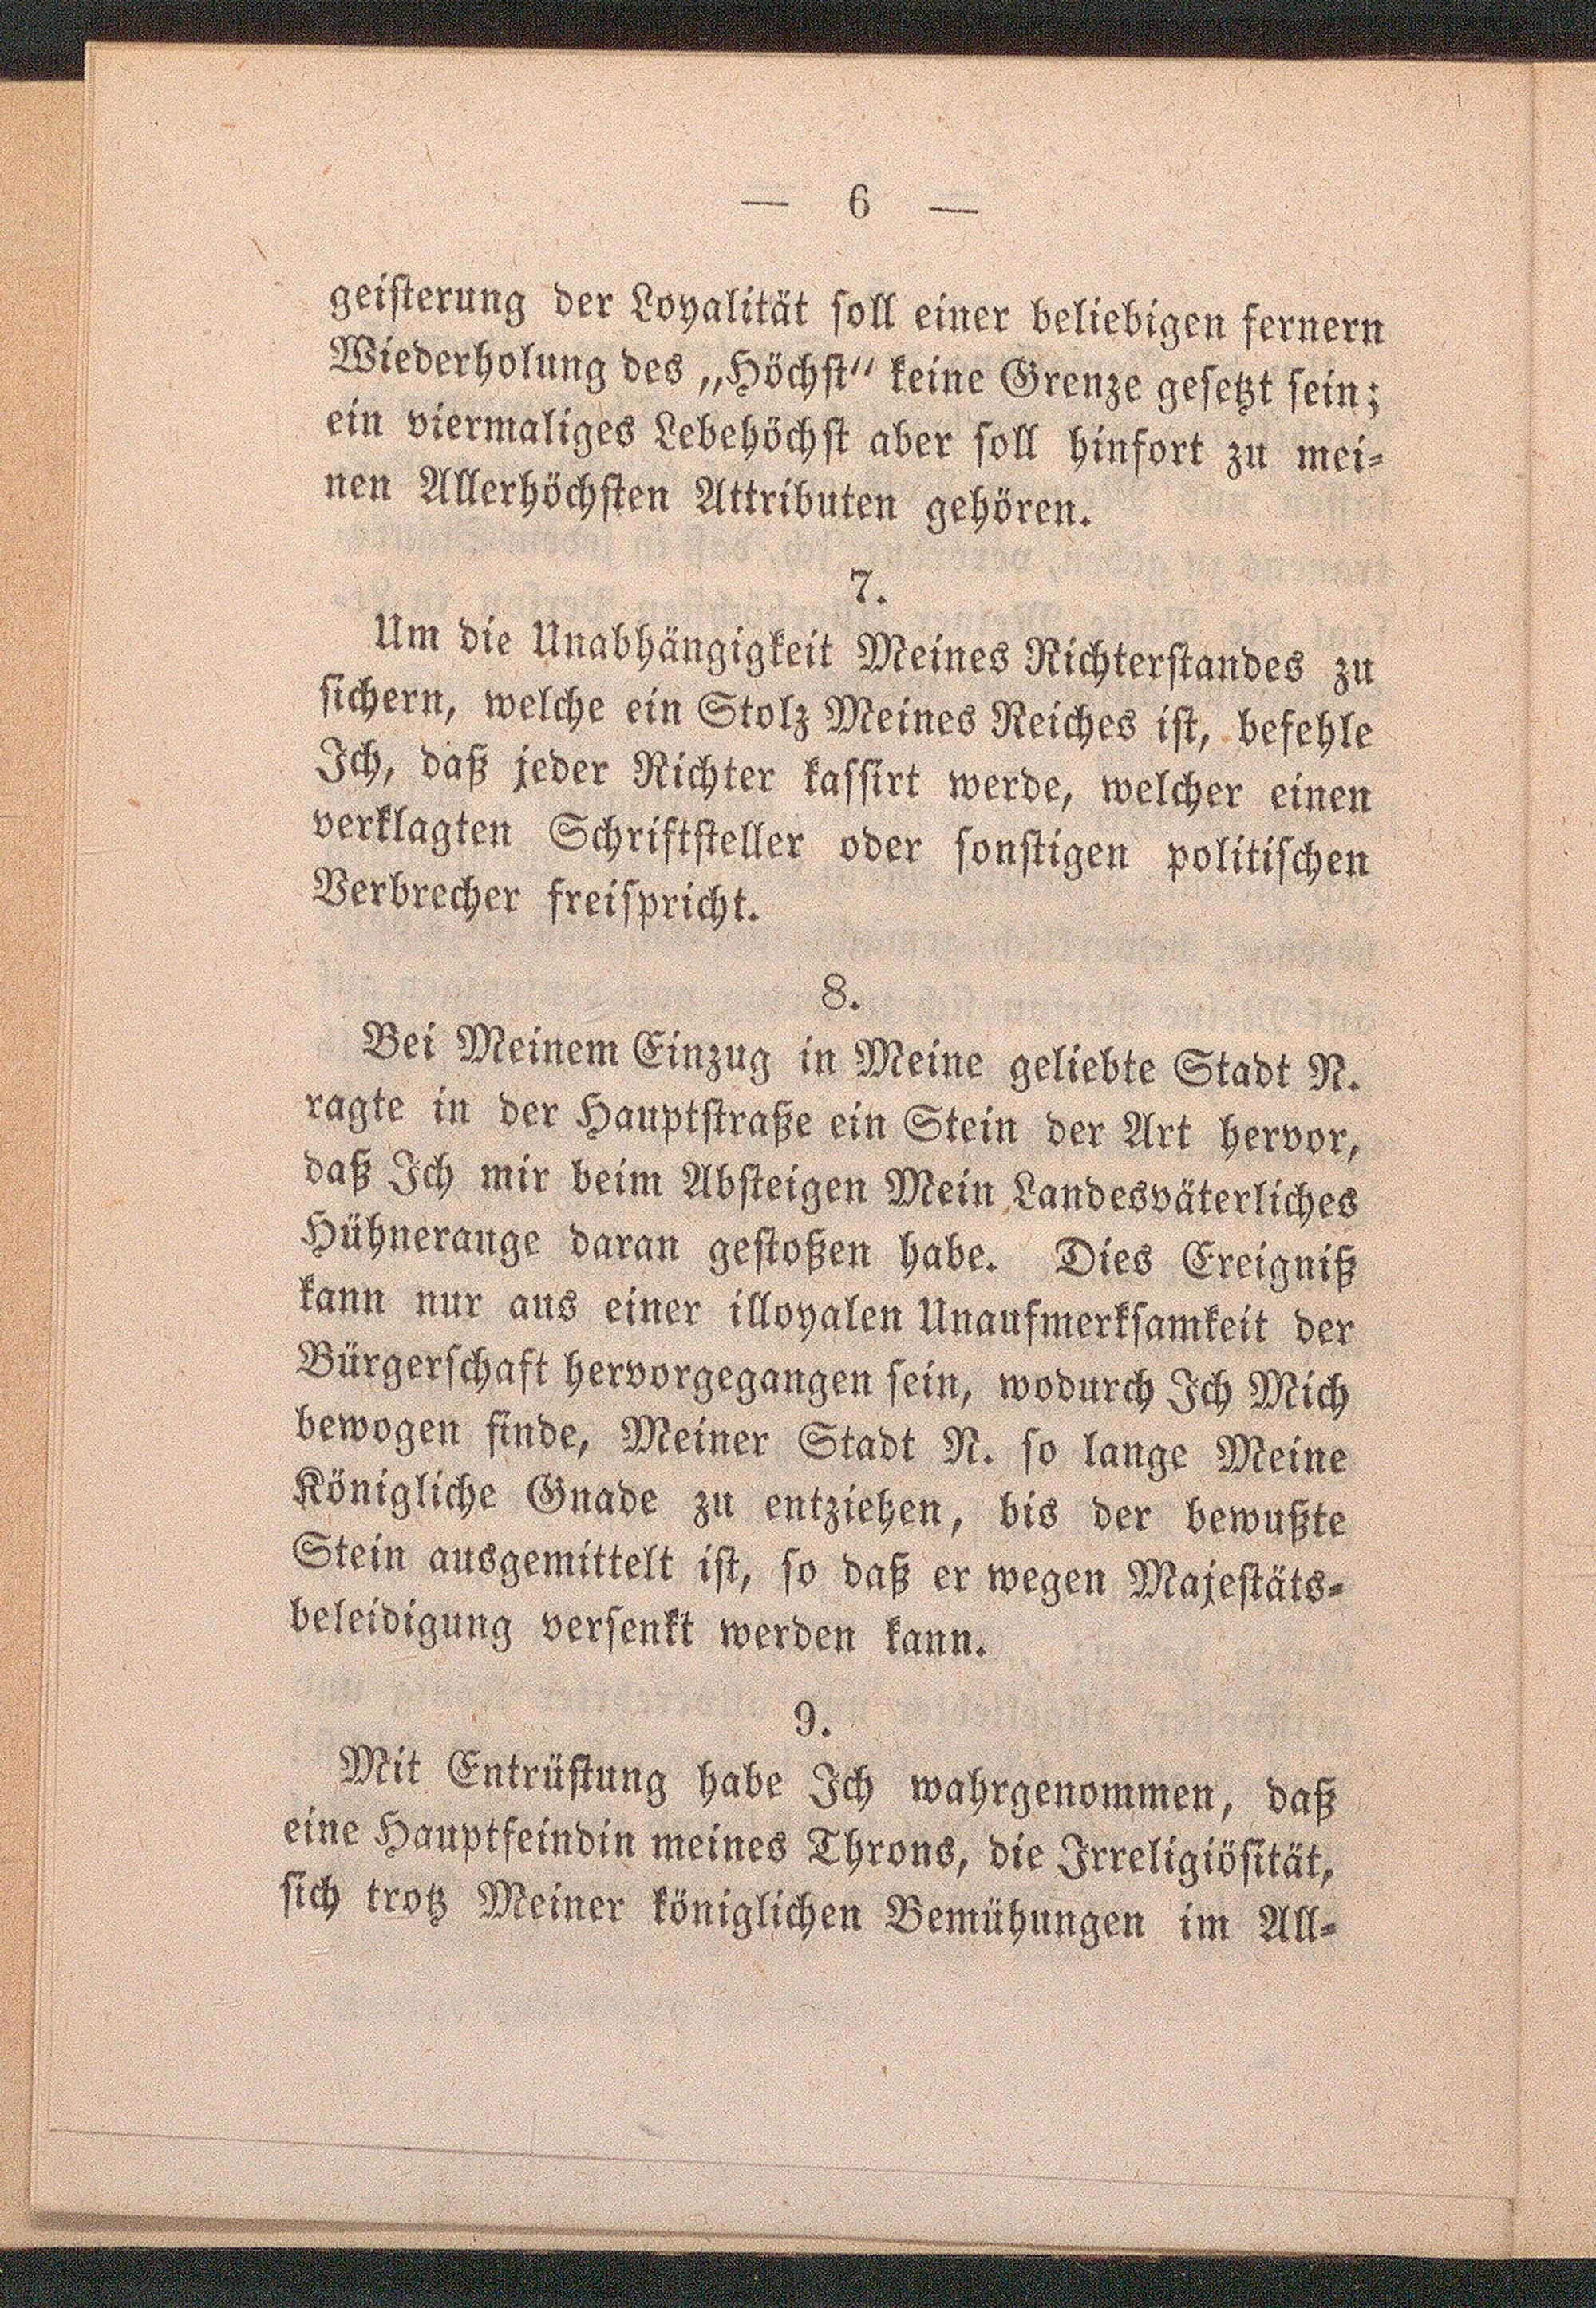 — 6 —
geisterung der Loyalität soll einer beliebigen fernern
Wiederholung des „Höchst“ keine Grenze gesetzt sein;
ein viermaliges Lebehöchst aber soll hinfort zu mei-
nen Allerhöchsten Attributen gehören.
7.
Um die Unabhängigkeit Meines Richterstandes zu
sichern, welche ein Stolz Meines Reiches ist, befehle
Ich, daß jeder Richter kassirt werde, welcher einen
verklagten Schriftsteller oder sonstigen politischen
Verbrecher freispricht.
8.
Bei Meinem Einzug in Meine geliebte Stadt N.
ragte in der Hauptstraße ein Stein der Art hervor,
daß Ich mir beim Absteigen Mein Landesväterliches
Hühnerauge daran gestoßen habe. Dies Ereigniß
kann nur aus einer illoyalen Unaufmerksamkeit der
Bürgerschaft hervorgegangen sein, wodurch Ich Mich
bewogen finde, Meiner Stadt N. so lange Meine
Königliche Gnade zu entziehen, bis der bewußte
Stein ausgemittelt ist, so daß er wegen Majestäts-
beleidigung versenkt werden kann.
9.
Mit Entrüstung habe Ich wahrgenommen, daß
eine Hauptfeindin meines Throns, die Irreligiösität,
sich trotz Meiner königlichen Bemühungen im All-